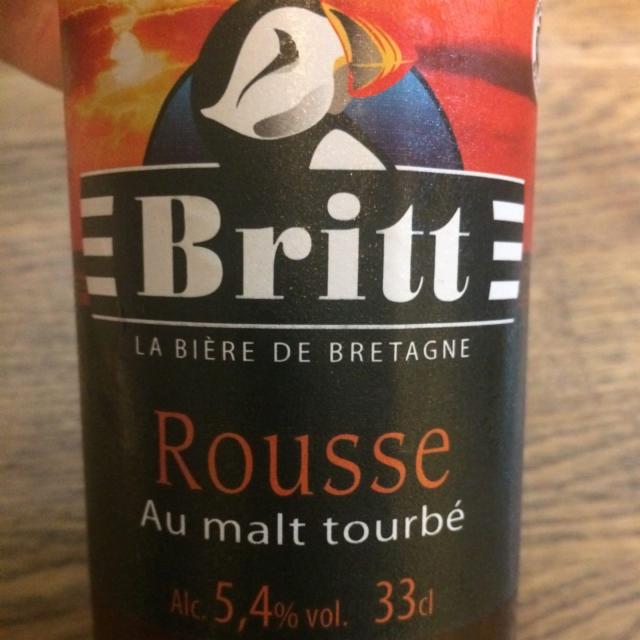 Britt
LA BIÈRE DE BRETAGNE
Rousse
Au malt tourbé
Alc. 5,4% vol. 33cl